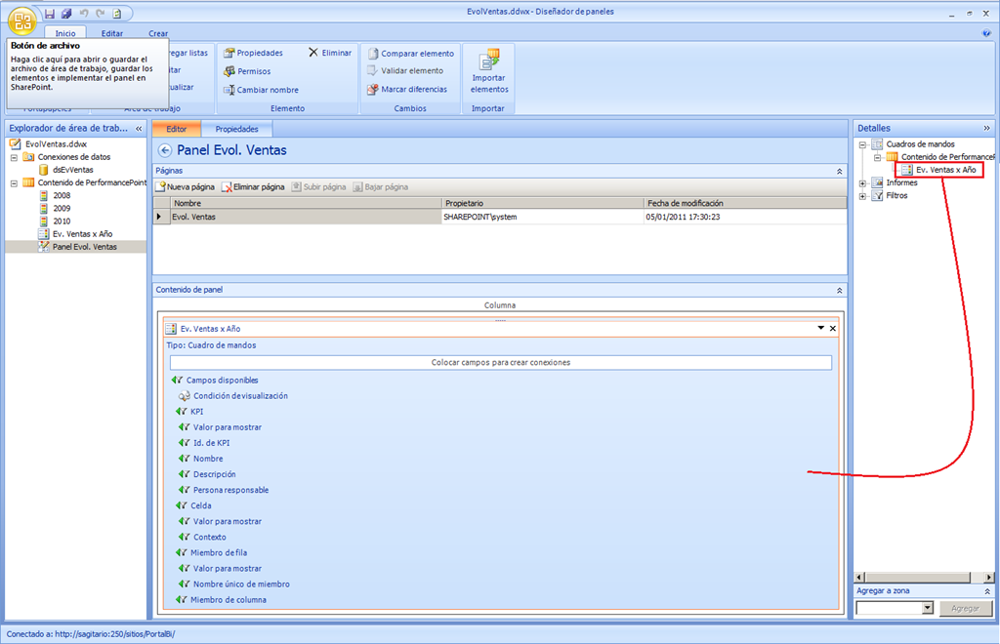 EvolVentas.ddwx - Diseñador de paneles
Inicio
Editar
Crear
Botón de archivo
Haga clic aquí para abrir o guardar el
archivo de área de trabajo, guardar los
elementos e implementar el panel en
SharePoint.
regar listas
itar
ualizar
Área de trabajo
Propiedades
Permisos
Cambiar nombre
Eliminar
Elemento
Comparar elemento
Validar elemento
Marcar diferencias
Cambios
Importar
elementos
Importar
Explorador de área de trab... «
EvolVentas.ddwx
Conexiones de datos
dsEvVentas
Contenido de PerformancePoint
2008
2009
2010
Ev. Ventas x Año
Panel Evol. Ventas
Editor
Propiedades
Panel Evol. Ventas
Páginas
Nueva página
Eliminar página
Subir página
Bajar página
Nombre
Propietario
Fecha de modificación
Evol. Ventas
SHAREPOINT\system
05/01/2011 17:30:23
Contenido de panel
Columna
Ev. Ventas x Año
Tipo: Cuadro de mandos
Colocar campos para crear conexiones
Campos disponibles
Condición de visualización
KPI
Valor para mostrar
Id. de KPI
Nombre
Descripción
Persona responsable
Celda
Valor para mostrar
Contexto
Miembro de fila
Valor para mostrar
Nombre único de miembro
Miembro de columna
Detalles »
Cuadros de mandos
Contenido de PerformanceP
Ev. Ventas x Año
Informes
Filtros
Agregar a zona
Agregar
Conectado a: http://sagitario:250/sitios/PortalBi/